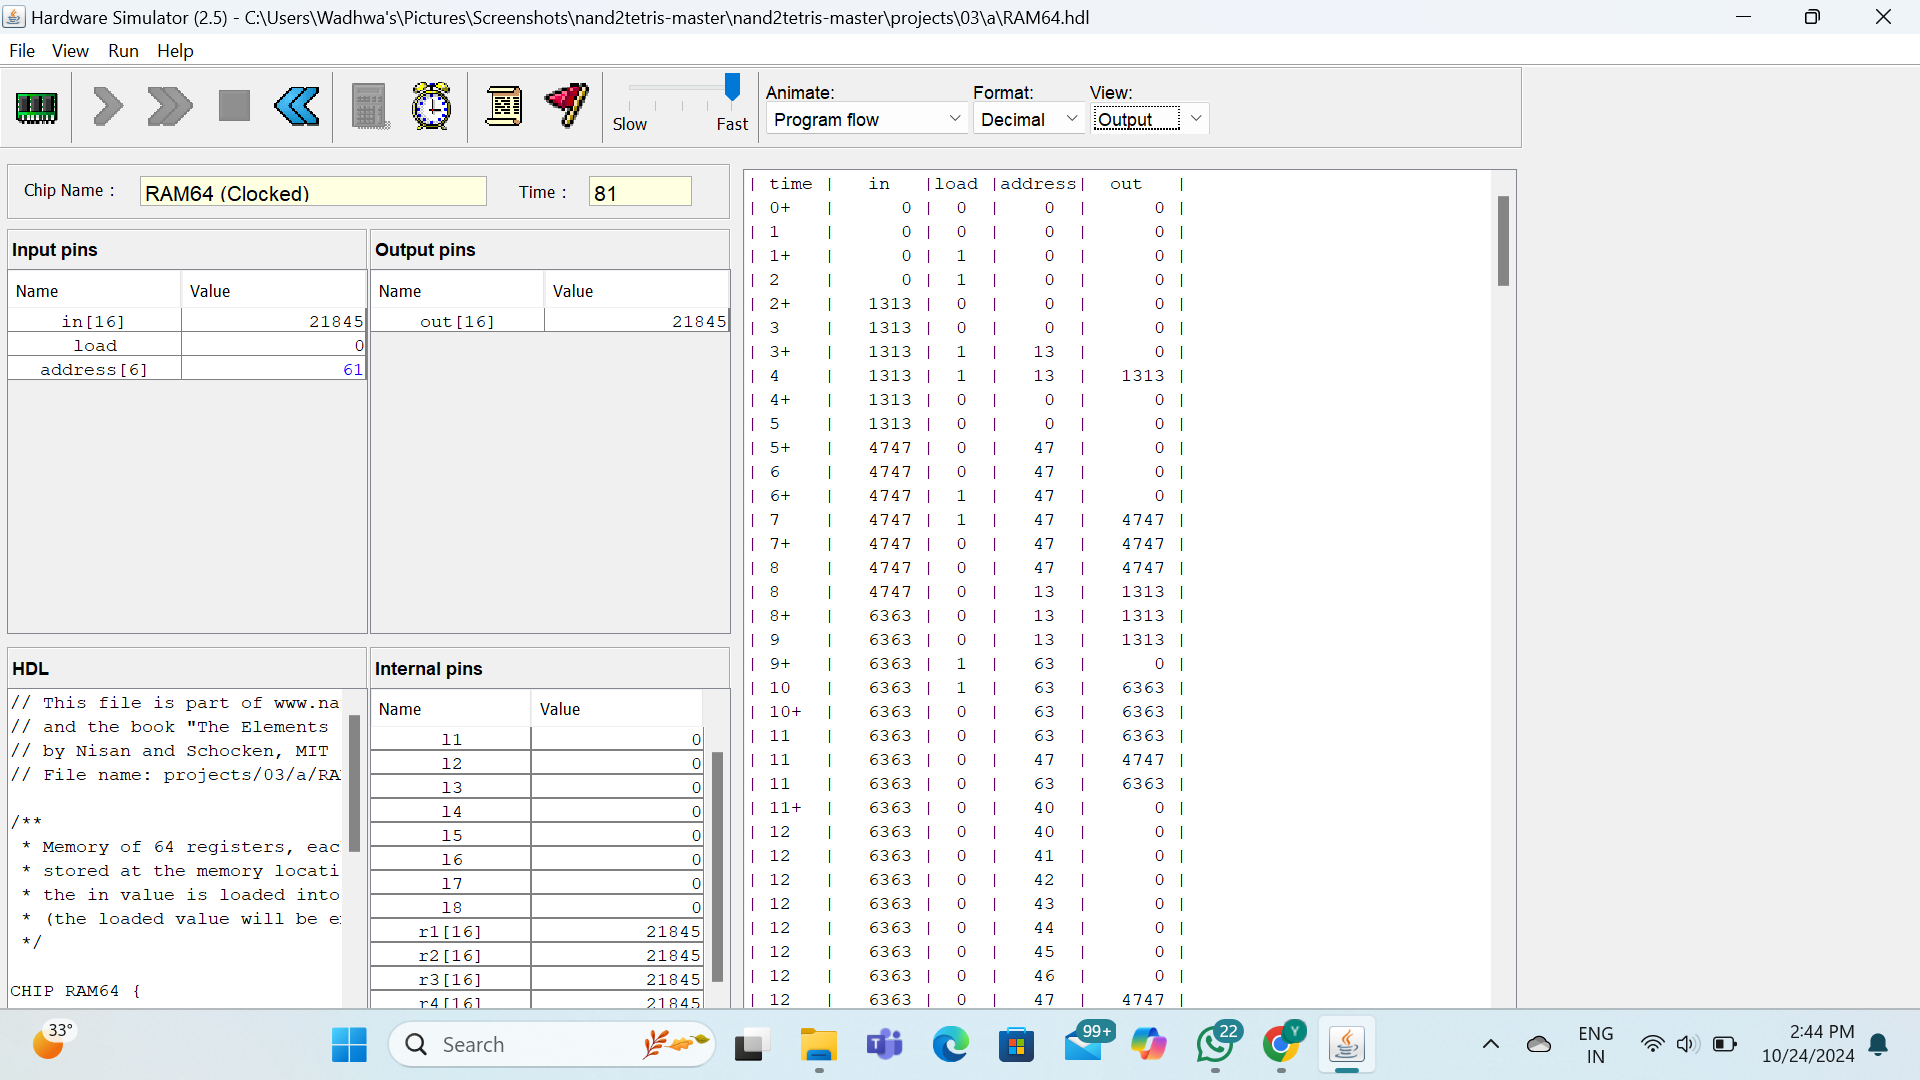 Hardware Simulator (2.5) - C:\Users\Wadhwa's\Pictures\Screenshots\nand2tetris-master\nand2tetris-master\projects\03\a\RAM64.hdl
File View Run Help
Slow Fast
Animate: Format: View:
Program flow Decimal Output
Chip Name : RAM64 (Clocked) Time : 81
Input pins
Name Value
in[16] 21845
load 0
address[6] 61
Output pins
Name Value
out[16] 21845
HDL
// This file is part of www.na
// and the book "The Elements
// by Nisan and Schocken, MIT
// File name: projects/03/a/RA
/**
* Memory of 64 registers, eac
* stored at the memory locati
* the in value is loaded into
* (the loaded value will be e
*/
CHIP RAM64 {
Internal pins
Name Value
l1 0
l2 0
l3 0
l4 0
l5 0
l6 0
l7 0
l8 0
r1[16] 21845
r2[16] 21845
r3[16] 21845
r4[16] 21845
| time | in |load |address| out |
| 0+ | 0 | 0 | 0 | 0 |
| 1 | 0 | 0 | 0 | 0 |
| 1+ | 0 | 1 | 0 | 0 |
| 2 | 0 | 1 | 0 | 0 |
| 2+ | 1313 | 0 | 0 | 0 |
| 3 | 1313 | 0 | 0 | 0 |
| 3+ | 1313 | 1 | 13 | 0 |
| 4 | 1313 | 1 | 13 | 1313 |
| 4+ | 1313 | 0 | 0 | 0 |
| 5 | 1313 | 0 | 0 | 0 |
| 5+ | 4747 | 0 | 47 | 0 |
| 6 | 4747 | 0 | 47 | 0 |
| 6+ | 4747 | 1 | 47 | 0 |
| 7 | 4747 | 1 | 47 | 4747 |
| 7+ | 4747 | 0 | 47 | 4747 |
| 8 | 4747 | 0 | 47 | 4747 |
| 8 | 4747 | 0 | 13 | 1313 |
| 8+ | 6363 | 0 | 13 | 1313 |
| 9 | 6363 | 0 | 13 | 1313 |
| 9+ | 6363 | 1 | 63 | 0 |
| 10 | 6363 | 1 | 63 | 6363 |
| 10+ | 6363 | 0 | 63 | 6363 |
| 11 | 6363 | 0 | 63 | 6363 |
| 11 | 6363 | 0 | 47 | 4747 |
| 11 | 6363 | 0 | 63 | 6363 |
| 11+ | 6363 | 0 | 40 | 0 |
| 12 | 6363 | 0 | 40 | 0 |
| 12 | 6363 | 0 | 41 | 0 |
| 12 | 6363 | 0 | 42 | 0 |
| 12 | 6363 | 0 | 43 | 0 |
| 12 | 6363 | 0 | 44 | 0 |
| 12 | 6363 | 0 | 45 | 0 |
| 12 | 6363 | 0 | 46 | 0 |
| 12 | 6363 | 0 | 47 | 4747 |
33°
Search
99+
22
Y
ENG
IN
2:44 PM
10/24/2024